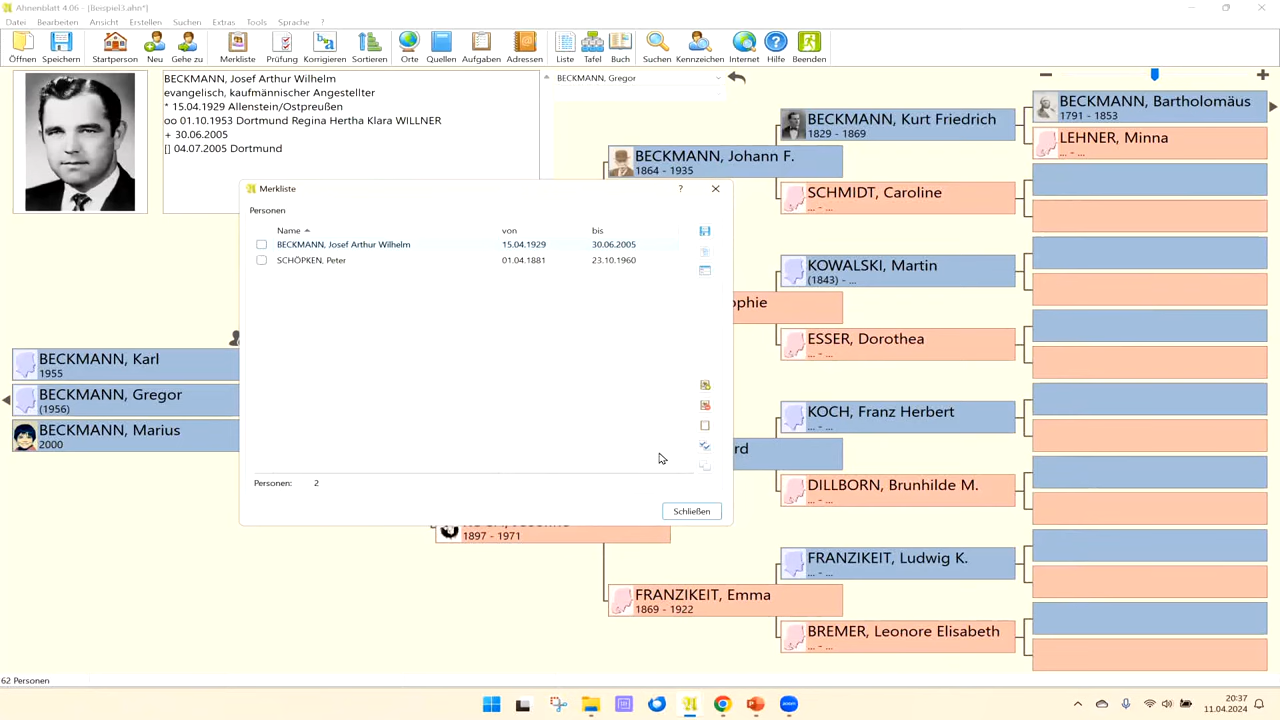 Ahnenblatt 4.06 - [Beispiel3.ahn*]
Datei Bearbeiten Ansicht Erstellen Suchen Extras Tools Sprache ?
Öffnen Speichern Startperson Neu Gehe zu Merkliste Prüfung Korrigieren Sortieren Orte Quellen Aufgaben Adressen Liste Tafel Buch Suchen Kennzeichen Internet Hilfe Beenden
BECKMANN, Josef Arthur Wilhelm
evangelisch, kaufmännischer Angestellter
* 15.04.1929 Allenstein/Ostpreußen
oo 01.10.1953 Dortmund Regina Hertha Klara WILLNER
+ 30.06.2005
[] 04.07.2005 Dortmund
BECKMANN, Gregor
BECKMANN, Karl
1955
BECKMANN, Gregor
(1956)
BECKMANN, Marius
2000
Merkliste
?
Personen
Name von bis
BECKMANN, Josef Arthur Wilhelm 15.04.1929 30.06.2005
SCHÖPKEN, Peter 01.04.1881 23.10.1960
Personen: 2
Schließen
1897 - 1971
BECKMANN, Johann F.
1864 - 1935
ophie
rd
FRANZIKEIT, Emma
1869 - 1922
BECKMANN, Kurt Friedrich
1829 - 1869
SCHMIDT, Caroline
... - ...
KOWALSKI, Martin
(1843) - ...
ESSER, Dorothea
... - ...
KOCH, Franz Herbert
... - ...
DILLBORN, Brunhilde M.
... - ...
FRANZIKEIT, Ludwig K.
... - ...
BREMER, Leonore Elisabeth
... - ...
BECKMANN, Bartholomäus
1791 - 1853
LEHNER, Minna
... - ...
62 Personen
20:37
11.04.2024